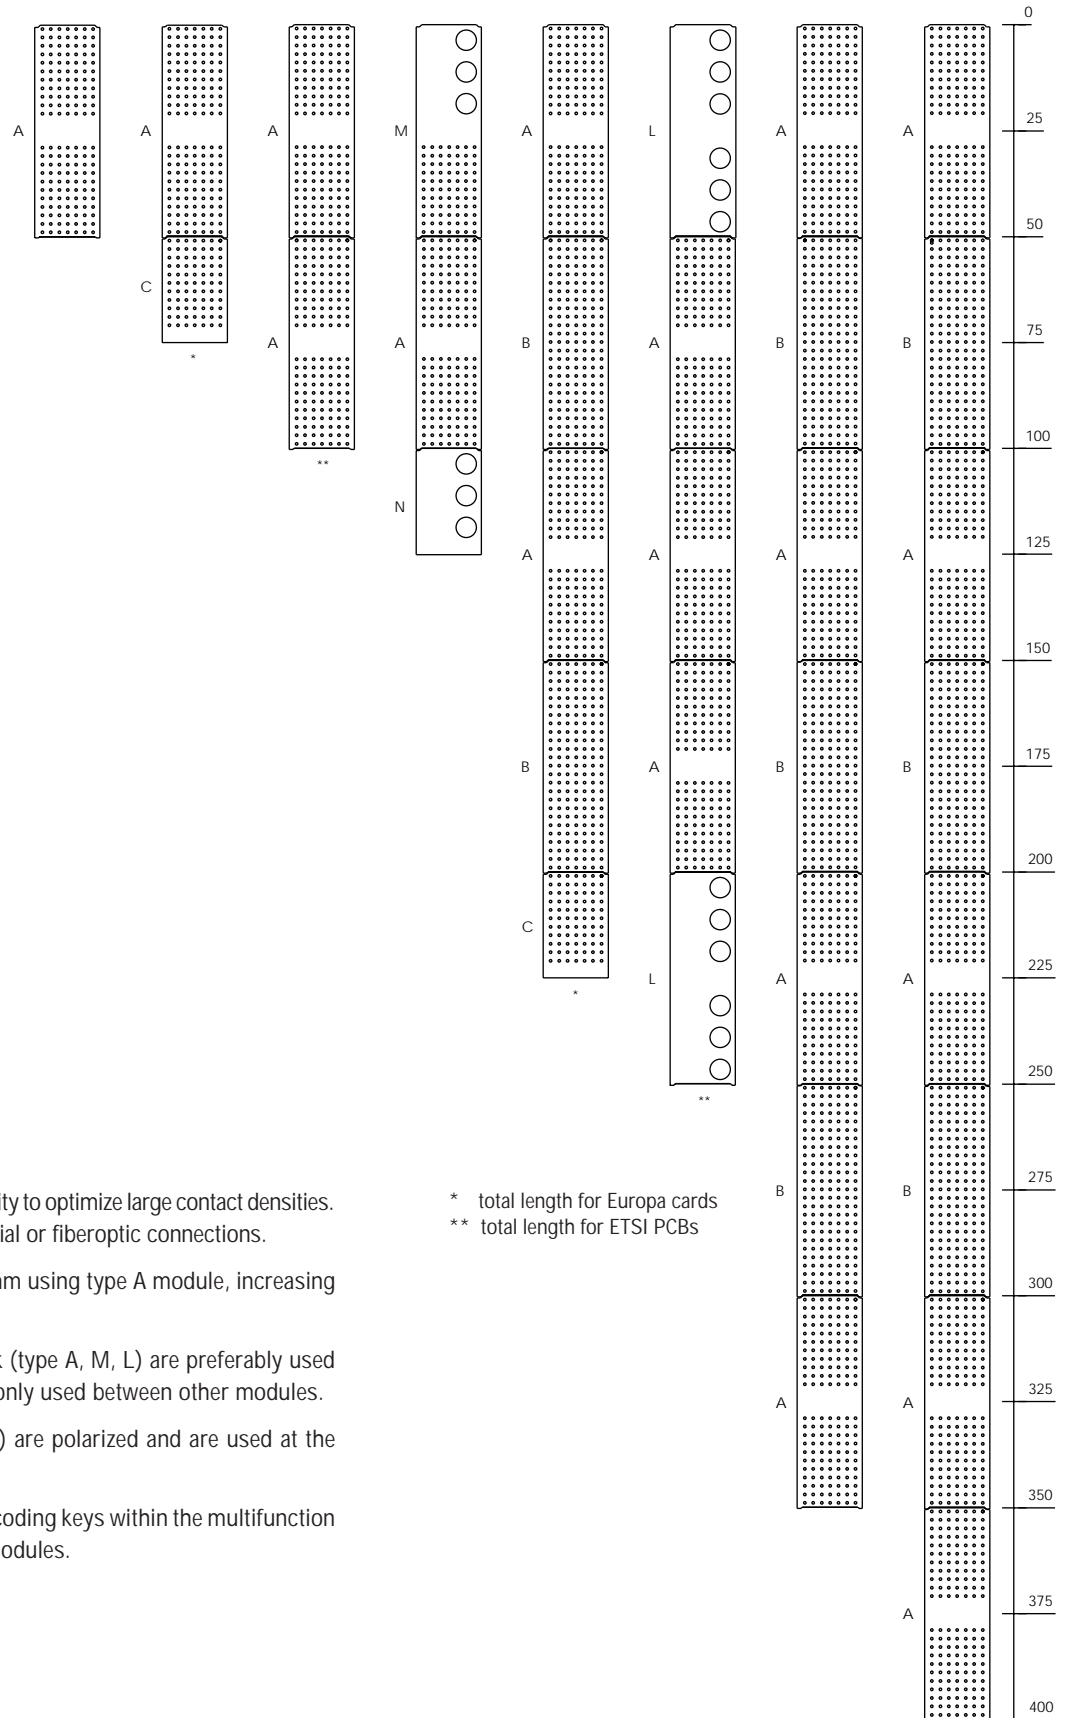 0
25
A A A M A L A A
50
C
75
A A B A B B
*
100
**
N
125
A A A A
150
175
B A B B
200
C
225
L A A
*
250
**
275
B B
ity to optimize large contact densities.
ial or fiberoptic connections.
am using type A module, increasing
k (type A, M, L) are preferably used
only used between other modules.
) are polarized and are used at the
coding keys within the multifunction
odules.
* total length for Europa cards
** total length for ETSI PCBs
300
325
A A
350
375
A
400